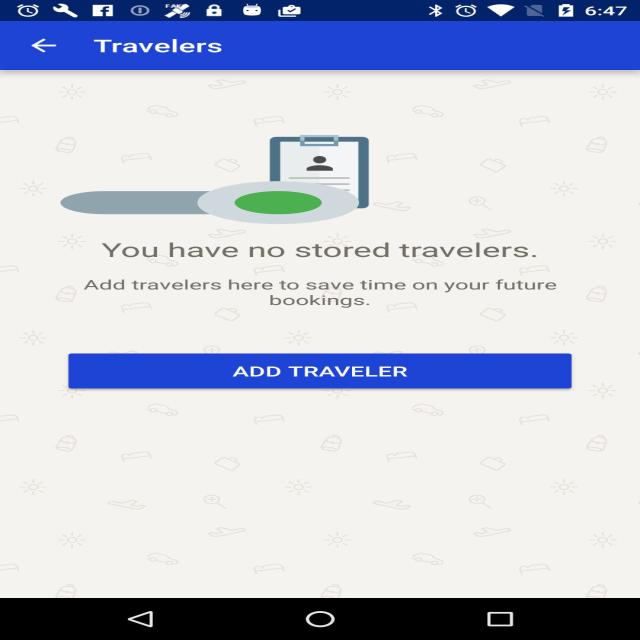 6:47
Travelers
You have no stored travelers.
Add travelers here to save time on your future
bookings.
ADD TRAVELER